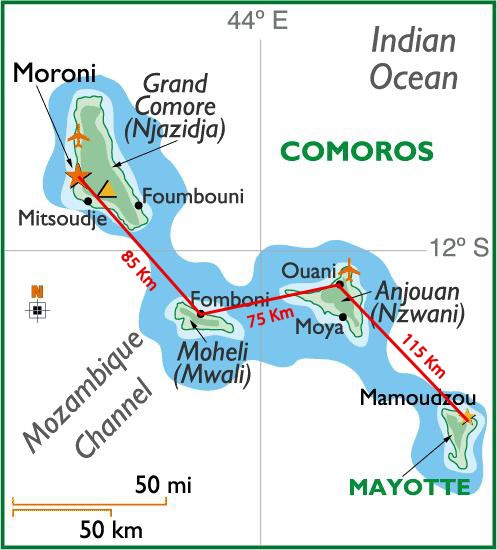 44° E
Indian
Ocean
Moroni
Grand
Comore
(Njazidja)
COMOROS
Foumbouni
Mitsoudje
12° S
85 Km
N
Ouani
Fomboni
75 Km
Anjouan
(Nzwani)
Moya
Moheli
(Mwali)
115 Km
Mozambique
Channel
Mamoudzou
MAYOTTE
50 mi
50 km